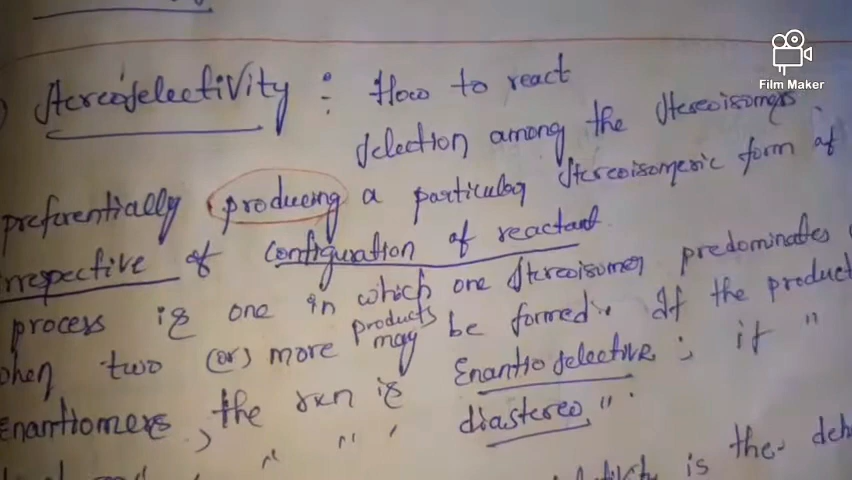 Film Maker
Stereoselectivity : How to react
selection among the stereoisomers.
preferentially producing a particular stereoisomeric form of
irrespective of configuration of reactant
process is one in which one stereoisomer predominates
when two (or) more products may be formed. If the product
Enantiomers, the rxn is Enantioselective ; if "
" " ' diastereo " .
is the